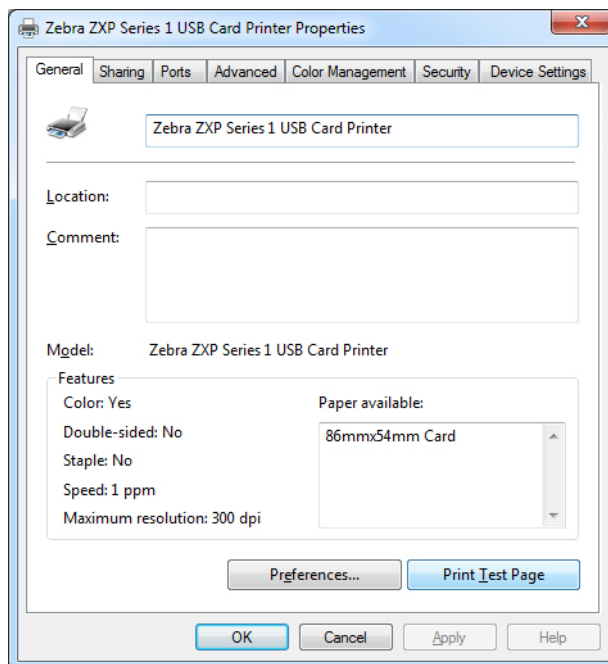 Zebra ZXP Series 1 USB Card Printer Properties
General Sharing Ports Advanced Color Management Security Device Settings
Zebra ZXP Series 1 USB Card Printer
Location:
Comment:
Model: Zebra ZXP Series 1 USB Card Printer
Features
Color: Yes Paper available:
Double-sided: No 86mmx54mm Card
Staple: No
Speed: 1 ppm
Maximum resolution: 300 dpi
Preferences... Print Test Page
OK Cancel Apply Help